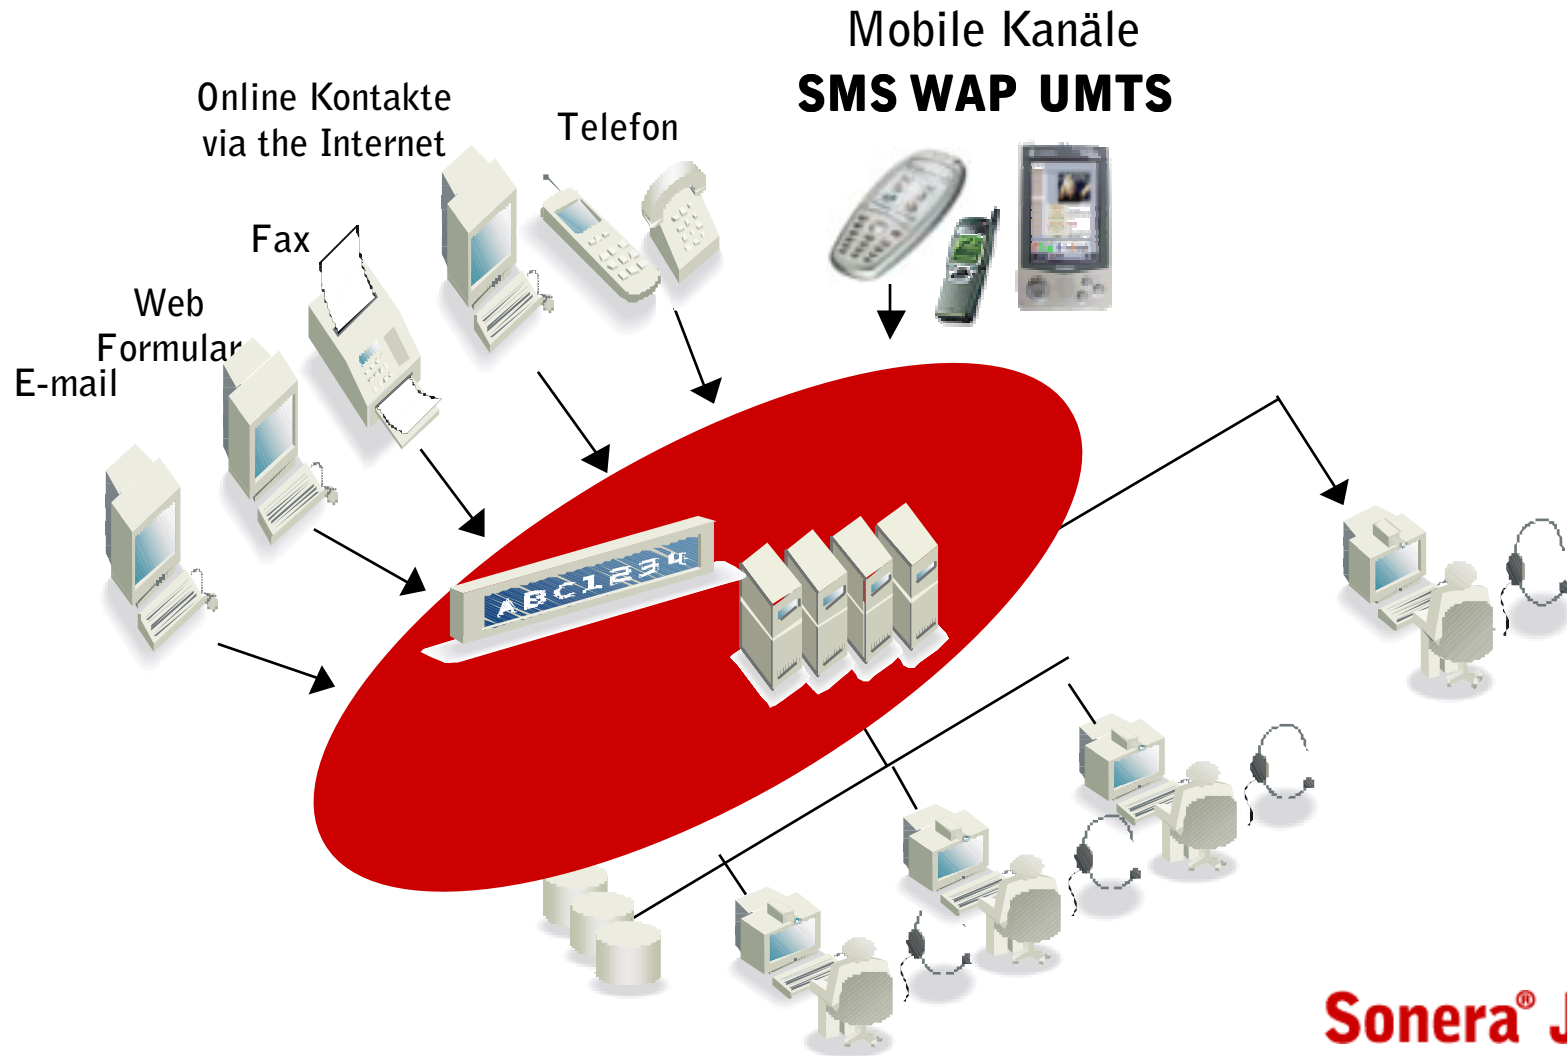 Mobile Kanäle
SMS WAP UMTS
Online Kontakte
via the Internet
Telefon
Fax
Web
Formular
E-mail
ABC1234
Sonera®